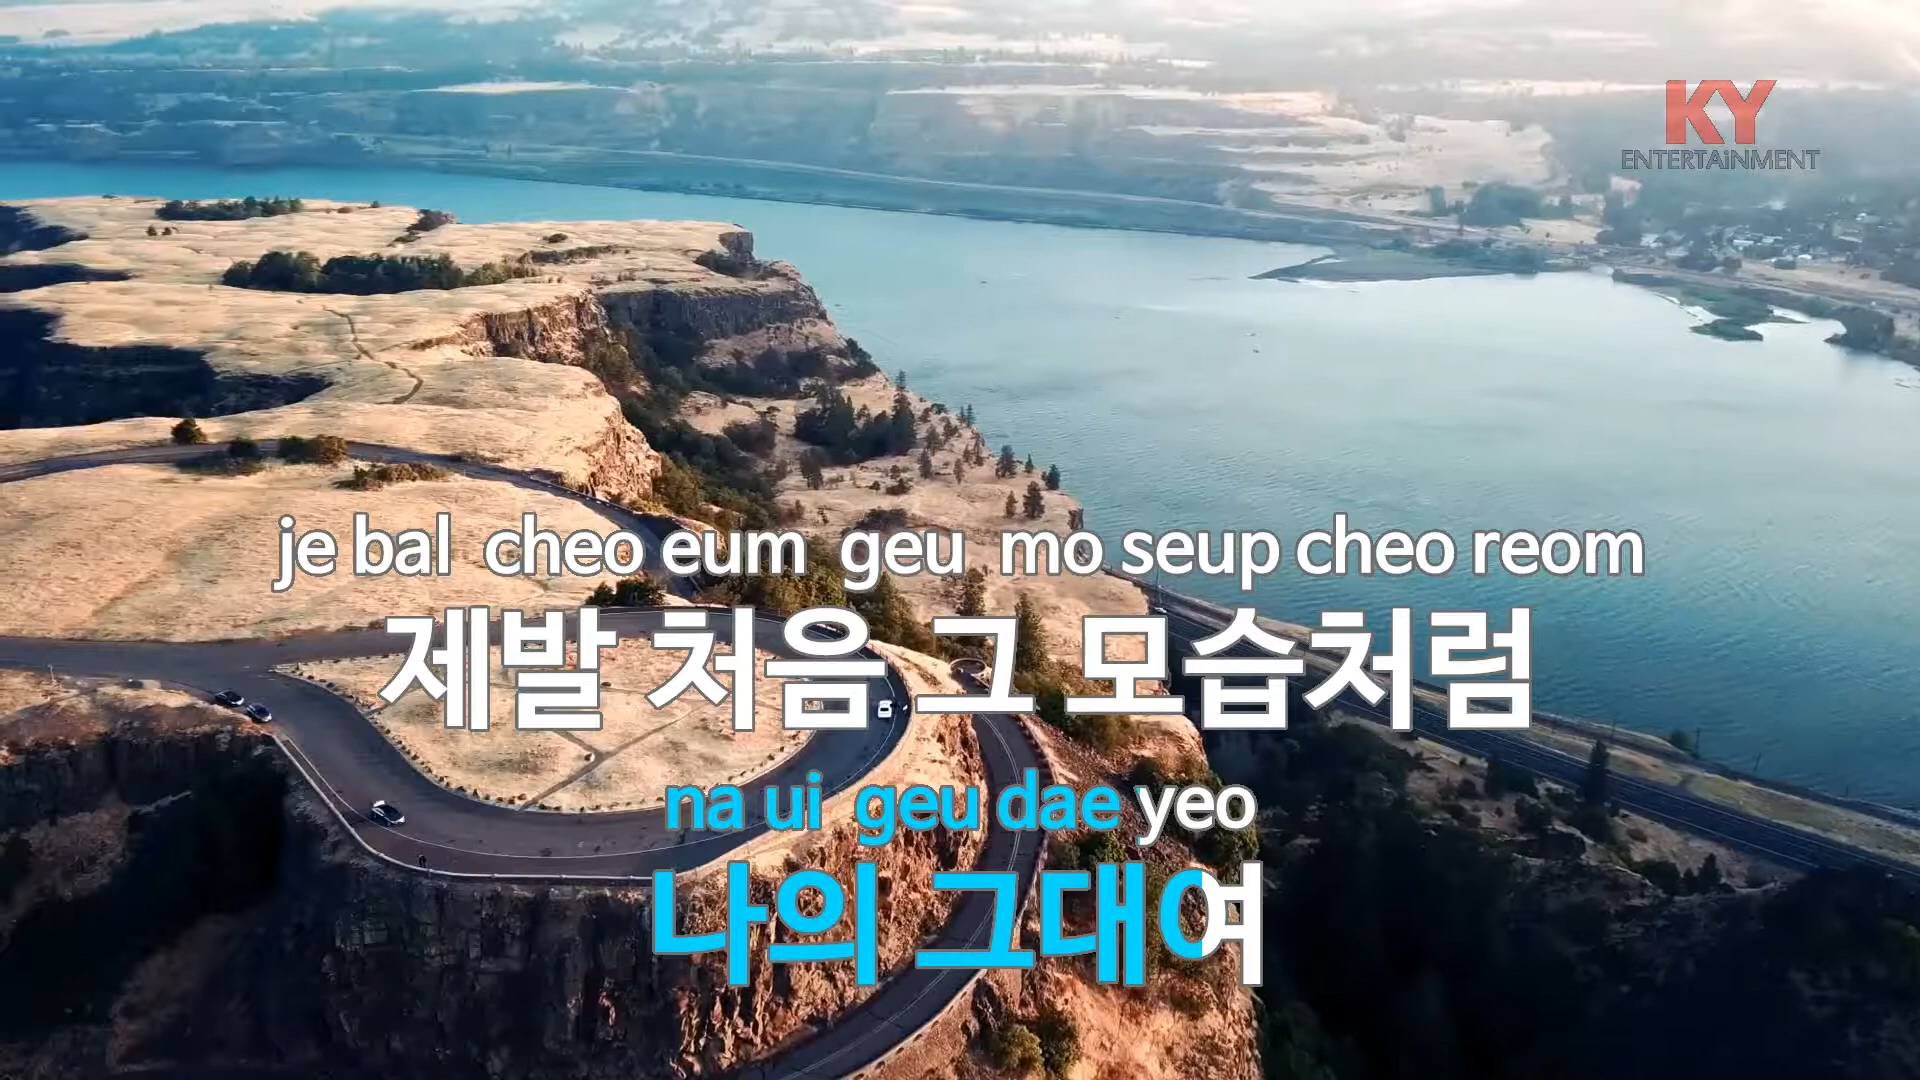 KY
ENTERTAiNMENT
je bal cheo eum geu mo seup cheo reom
제발 처음 그 모습처럼
na ui geu dae yeo
나의 그대여